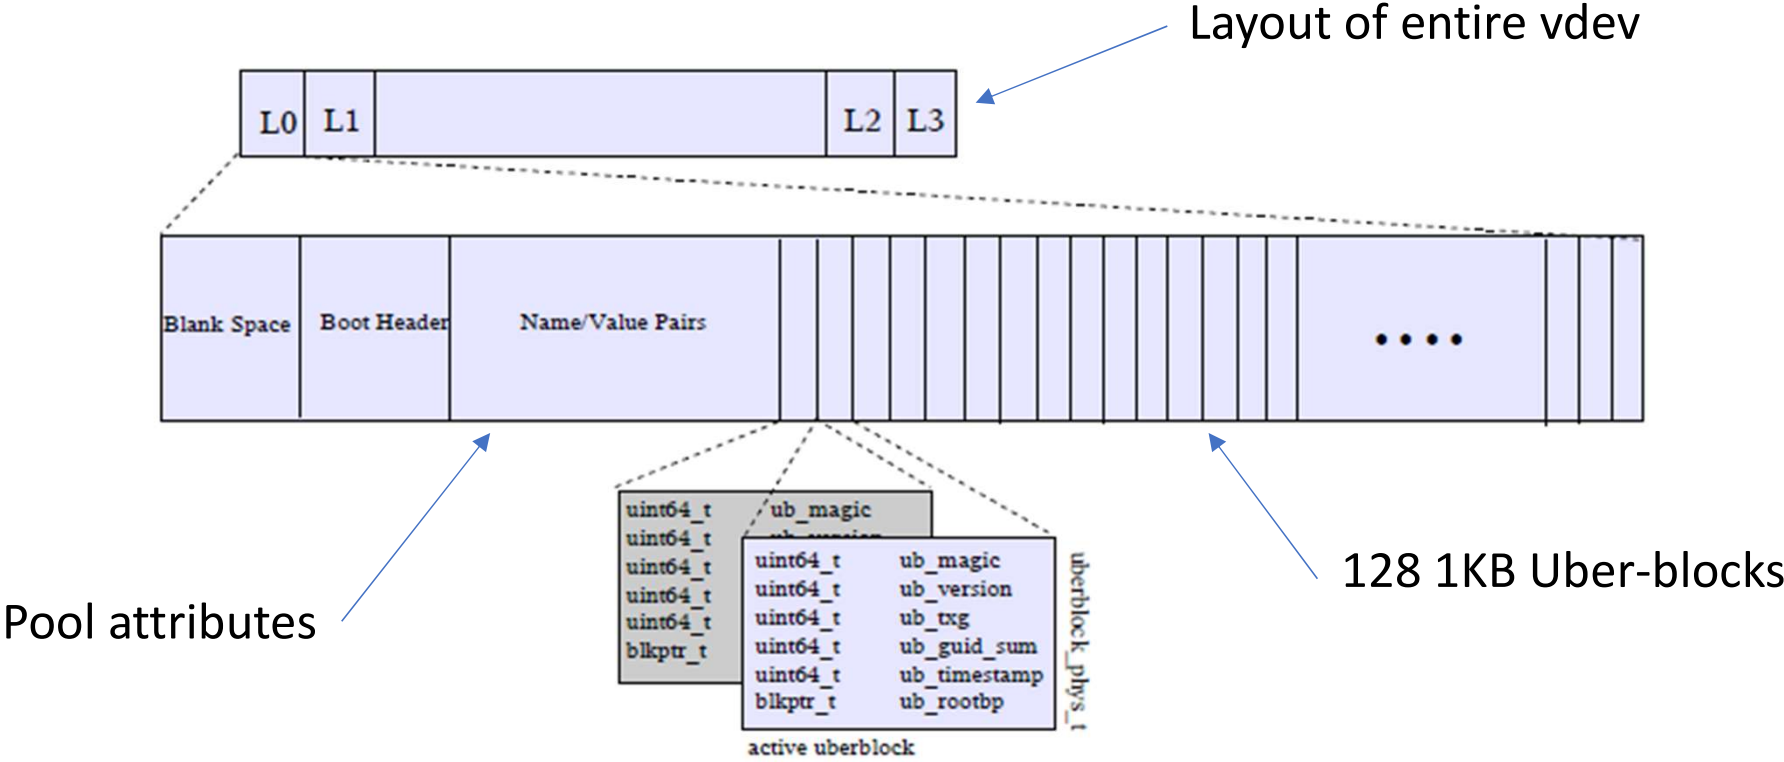 Layout of entire vdev
L0 L1 L2 L3
Blank Space Boot Header Name/Value Pairs
••••
Pool attributes
128 1KB Uber-blocks
uint64_t ub_magic
uint64_t ub_version
uint64_t
uint64_t
uint64_t
blkptr_t
uint64_t ub_magic
uint64_t ub_version
uint64_t ub_txg
uint64_t ub_guid_sum
uint64_t ub_timestamp
blkptr_t ub_rootbp
uberblock_phys_t
active uberblock